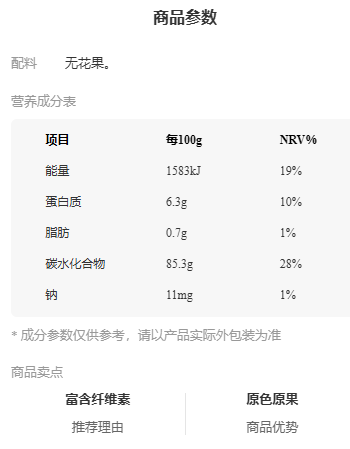 商品参数
配料 无花果。
营养成分表
项目 每100g NRV%
能量 1583kJ 19%
蛋白质 6.3g 10%
脂肪 0.7g 1%
碳水化合物 85.3g 28%
钠 11mg 1%
* 成分参数仅供参考，请以产品实际外包装为准
商品卖点
富含纤维素 原色原果
推荐理由 商品优势